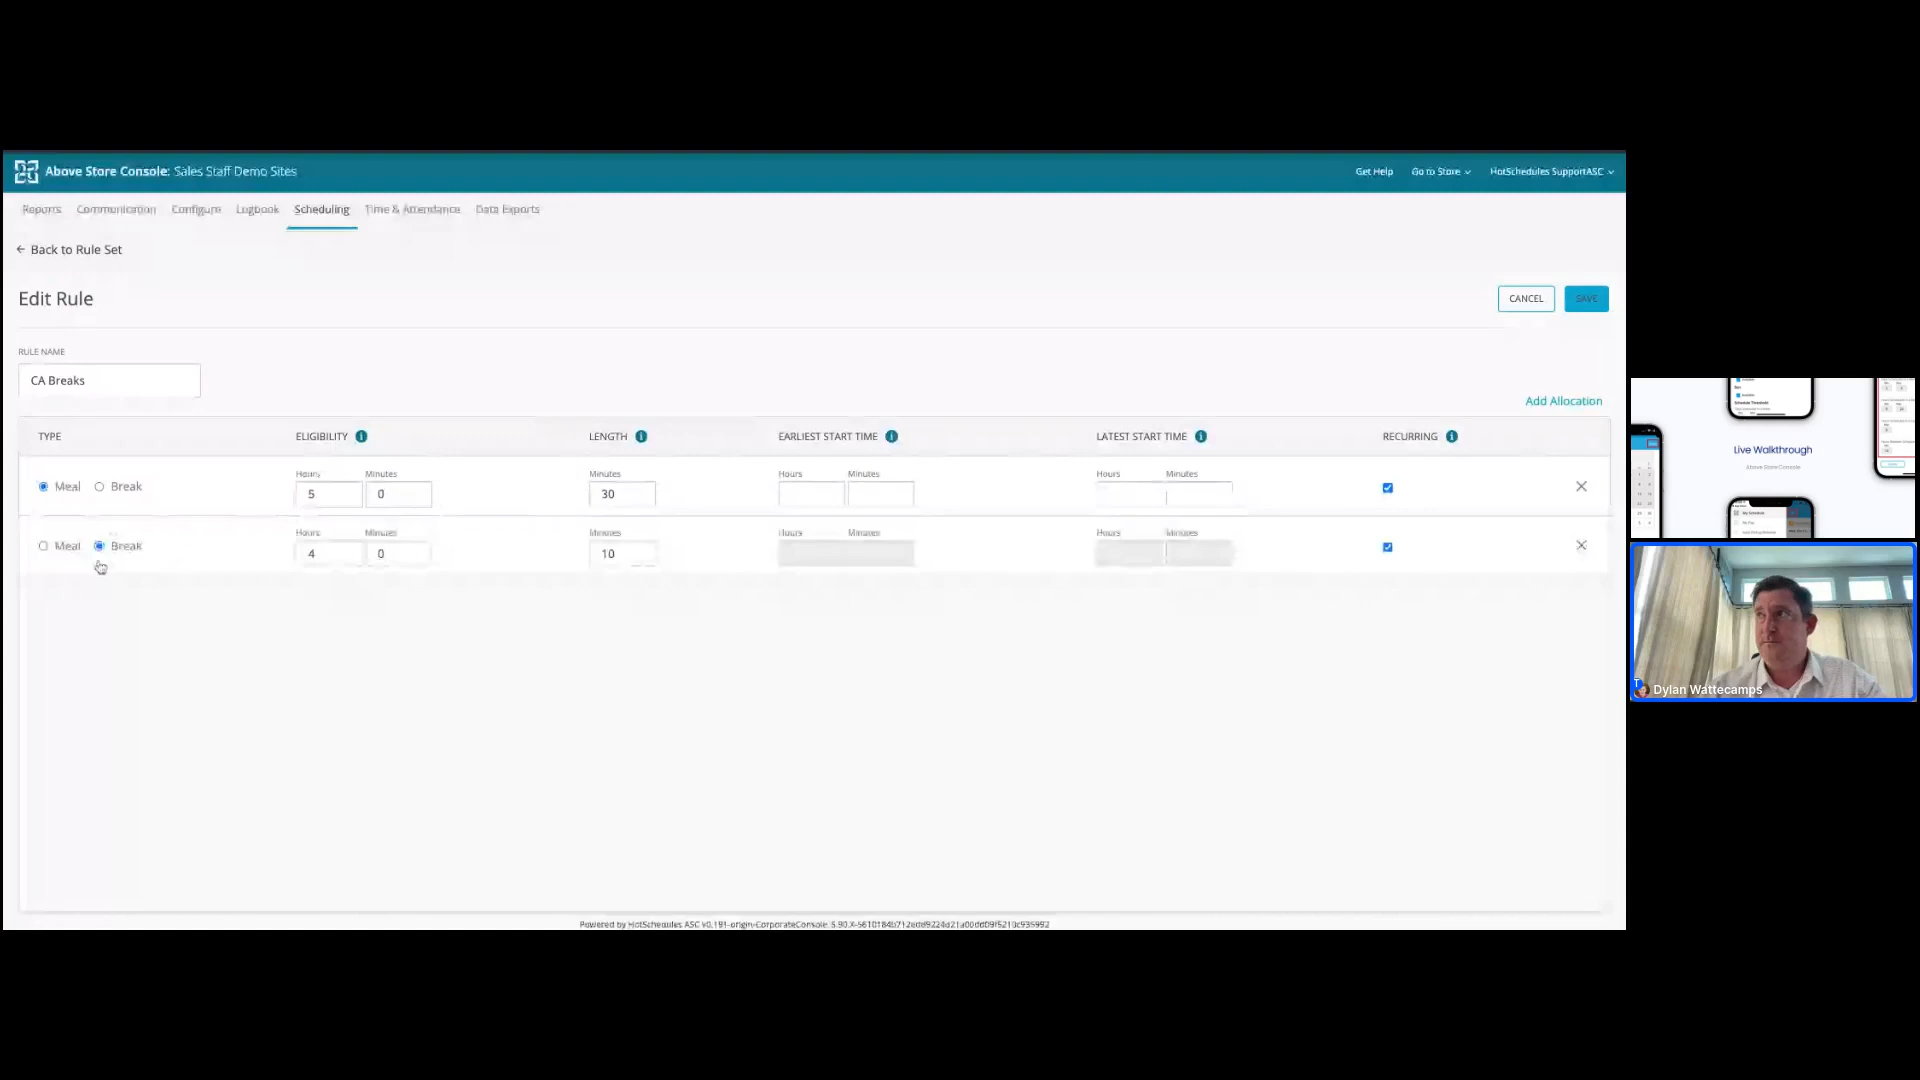 Above Store Console: Sales Staff Demo Sites
Get Help
Go to Store
HotSchedules SupportASC
Reports
Communication
Configure
Logbook
Scheduling
Time & Attendance
Data Exports
← Back to Rule Set
Edit Rule
CANCEL
SAVE
RULE NAME
CA Breaks
Add Allocation
TYPE
ELIGIBILITY
LENGTH
EARLIEST START TIME
LATEST START TIME
RECURRING
Meal
Break
Hours
Minutes
5
0
Minutes
30
Hours
Minutes
Hours
Minutes
Meal
Break
Hours
Minutes
4
0
Minutes
10
Hours
Minutes
Hours
Minutes
Live Walkthrough
Above Store Console
Dylan Wattecamps